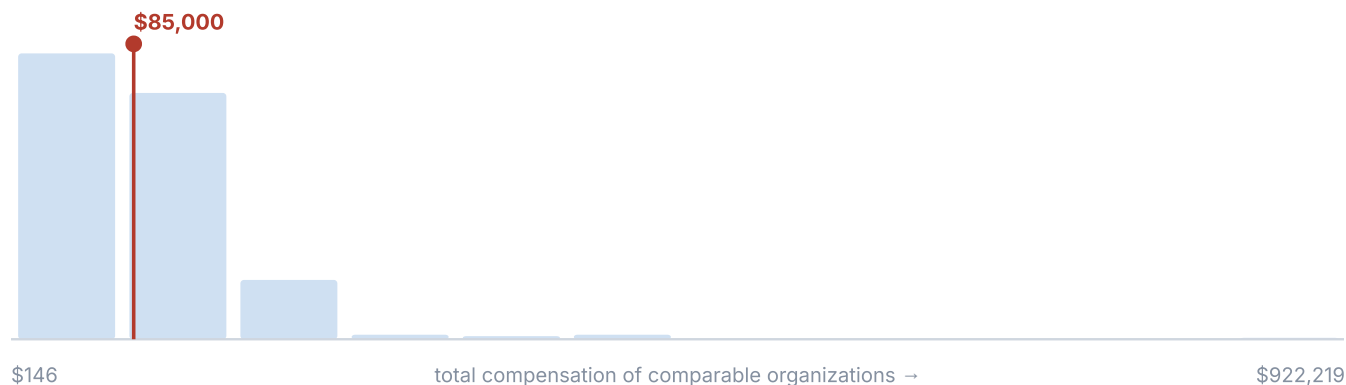 $85,000
$146 total compensation of comparable organizations → $922,219